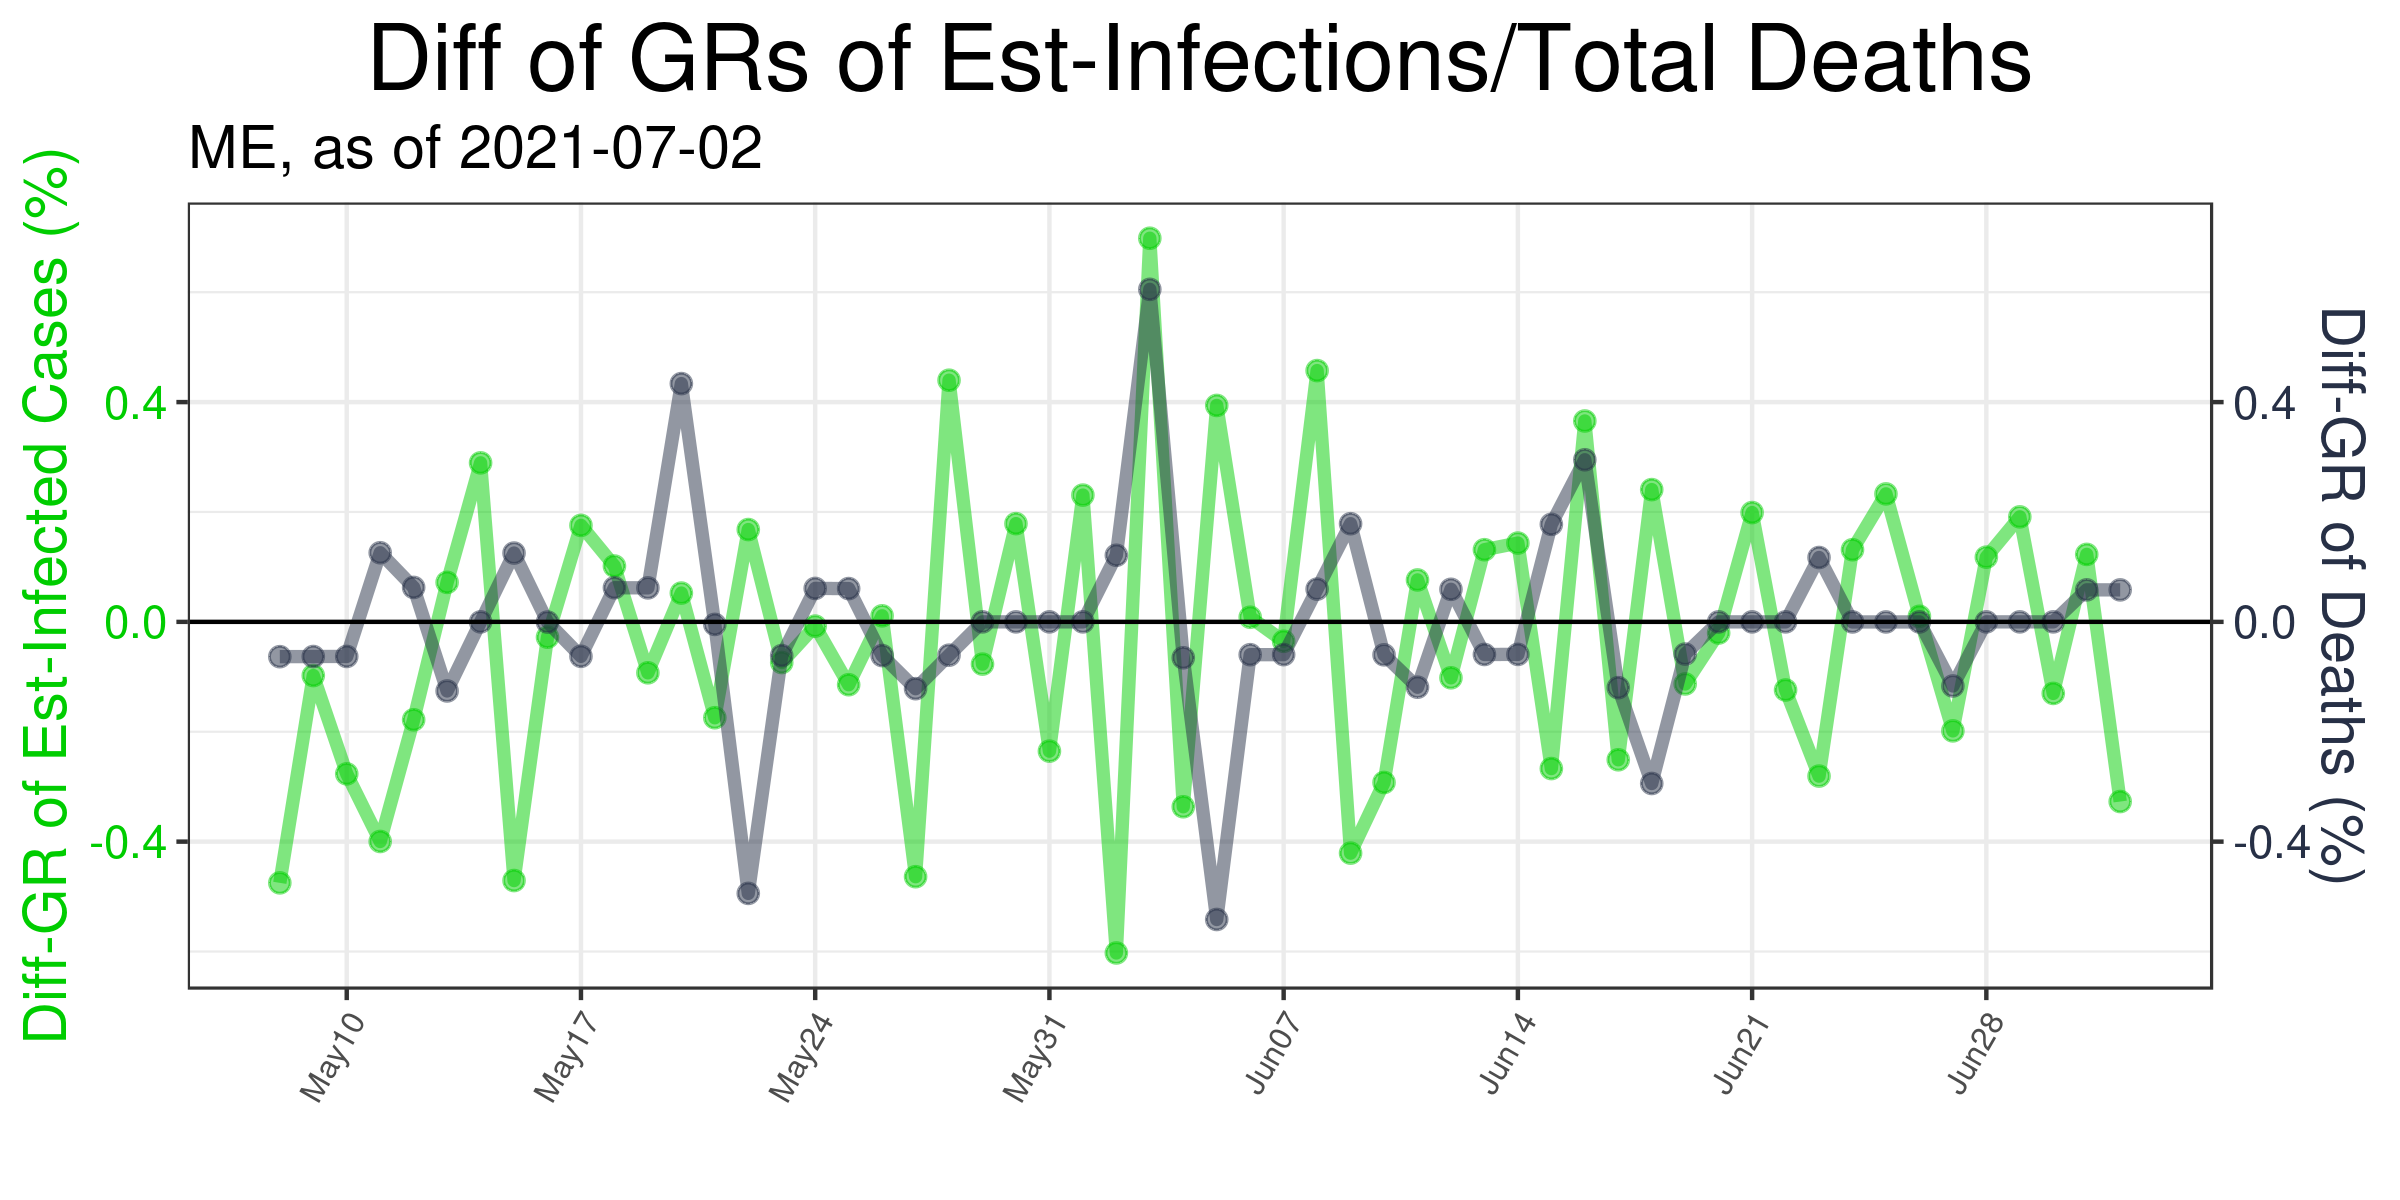 Diff of GRs of Est-Infections/Total Deaths
ME, as of 2021-07-02
Diff-GR of Est-Infected Cases (%)
0.4
0.0
-0.4
0.4
0.0
-0.4
Diff-GR of Deaths (%)
May10
May17
May24
May31
Jun07
Jun14
Jun21
Jun28